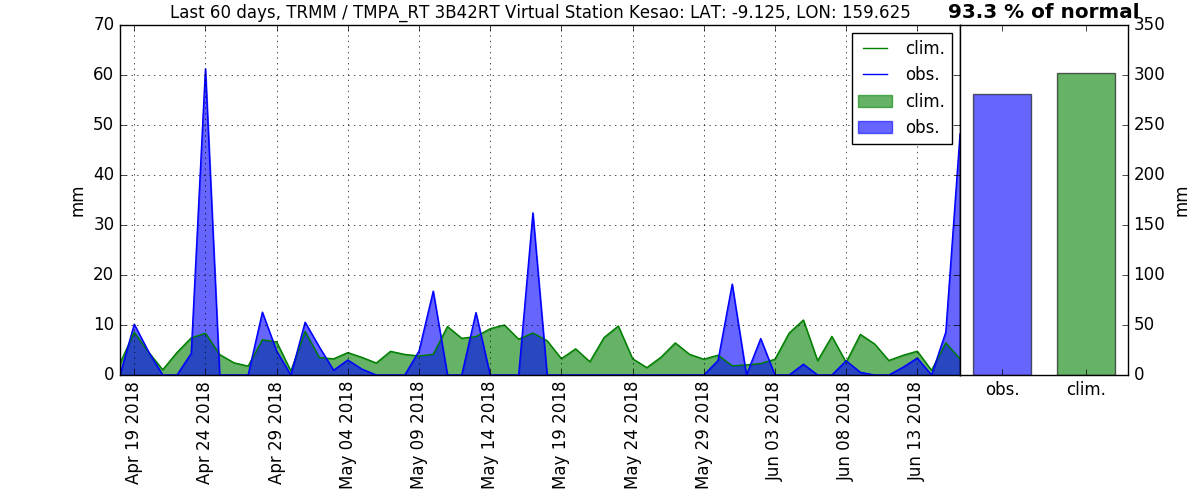 Last 60 days, TRMM / TMPA_RT 3B42RT Virtual Station Kesao: LAT: -9.125, LON: 159.625
93.3 % of normal
70
60
50
40
30
20
10
0
mm
clim.
obs.
clim.
obs.
350
300
250
200
150
100
50
0
mm
obs.
clim.
Apr 19 2018
Apr 24 2018
Apr 29 2018
May 04 2018
May 09 2018
May 14 2018
May 19 2018
May 24 2018
May 29 2018
Jun 03 2018
Jun 08 2018
Jun 13 2018